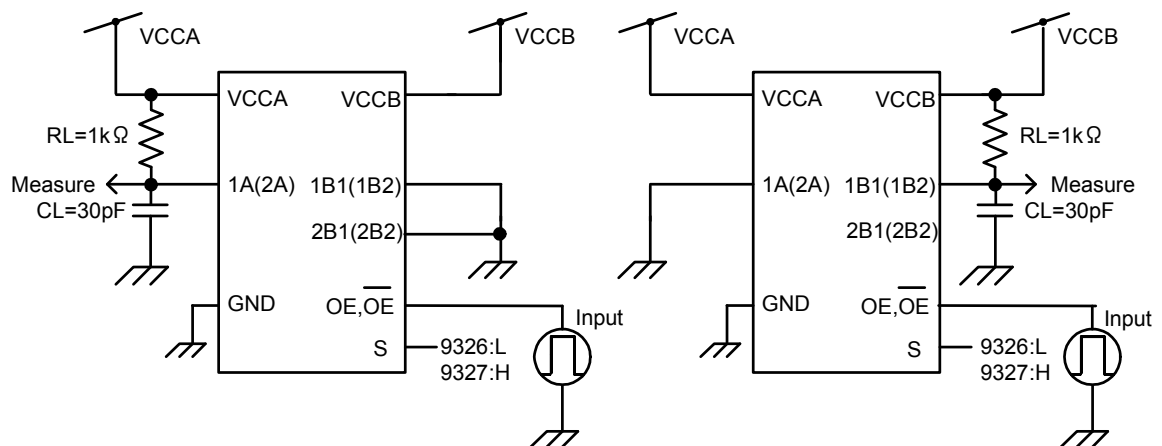 VCCA
VCCB
VCCA
VCCB
RL=1kΩ
Measure
CL=30pF
VCCA
VCCB
1A(2A)
1B1(1B2)
2B1(2B2)
GND
OE,O̅E̅
S
9326:L
9327:H
Input
VCCA
VCCB
1A(2A)
1B1(1B2)
2B1(2B2)
GND
OE,O̅E̅
S
RL=1kΩ
Measure
CL=30pF
9326:L
9327:H
Input